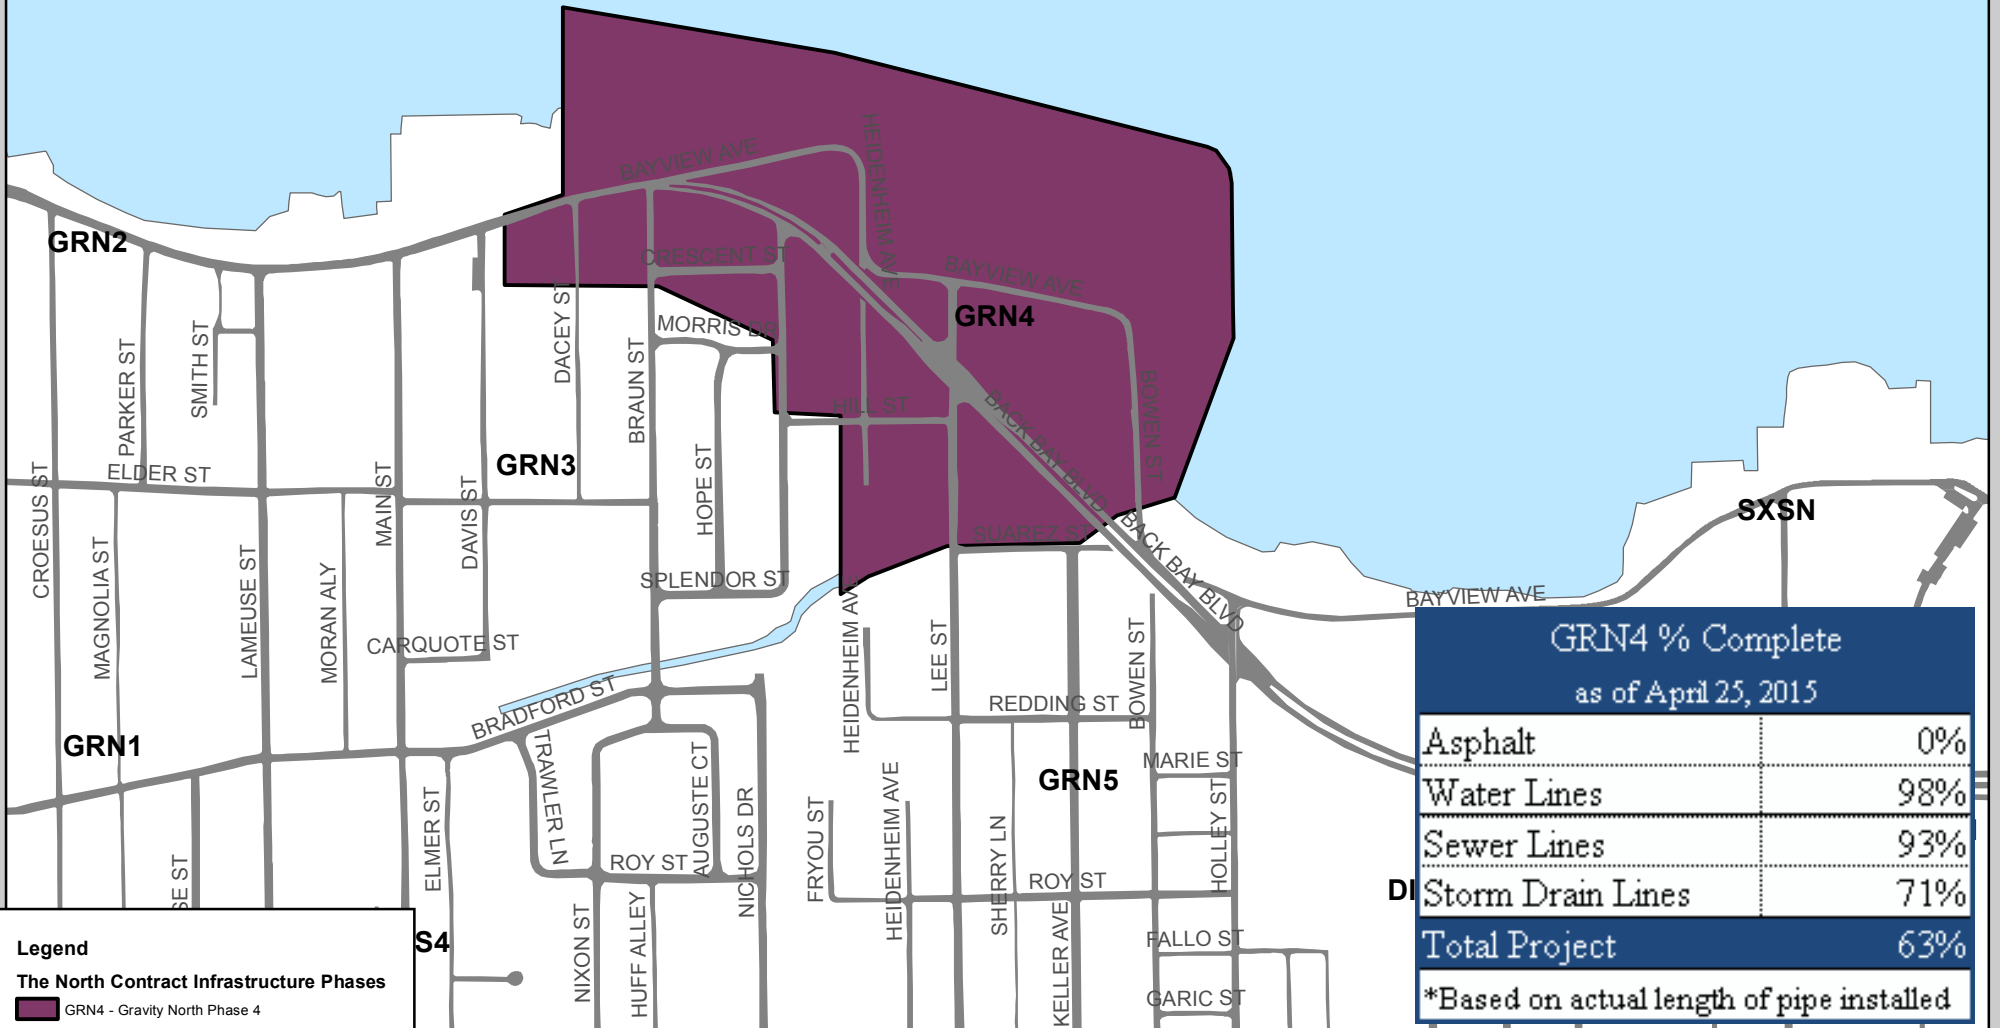 BAYVIEW AVE
HEIDENHEIM AVE
GRN2
CRESCENT ST
BAYVIEW AVE
GRN4
DACEY ST
MORRIS DR
SMITH ST
PARKER ST
BRAUN ST
HILL ST
BACK BAY BLVD
BOWEN ST
ELDER ST
GRN3
CROESUS ST
MAIN ST
DAVIS ST
HOPE ST
SUAREZ ST
BACK BAY BLVD
SXSN
MAGNOLIA ST
LAMEUSE ST
MORAN ALY
SPLENDOR ST
BAYVIEW AVE
CARQUOTE ST
HEIDENHEIM AVE
LEE ST
BOWEN ST
BRADFORD ST
REDDING ST
GRN1
TRAWLER LN
AUGUSTE CT
NICHOLS DR
GRN5
MARIE ST
ELMER ST
ROY ST
FRYOU ST
HEIDENHEIM AVE
SHERRY LN
ROY ST
HOLLEY ST
SE ST
DI
S4
NIXON ST
HUFF ALLEY
KELLER AVE
FALLO ST
GARIC ST
GRN4 % Complete
as of April 25, 2015
Asphalt 0%
Water Lines 98%
Sewer Lines 93%
Storm Drain Lines 71%
Total Project 63%
*Based on actual length of pipe installed
Legend
The North Contract Infrastructure Phases
GRN4 - Gravity North Phase 4